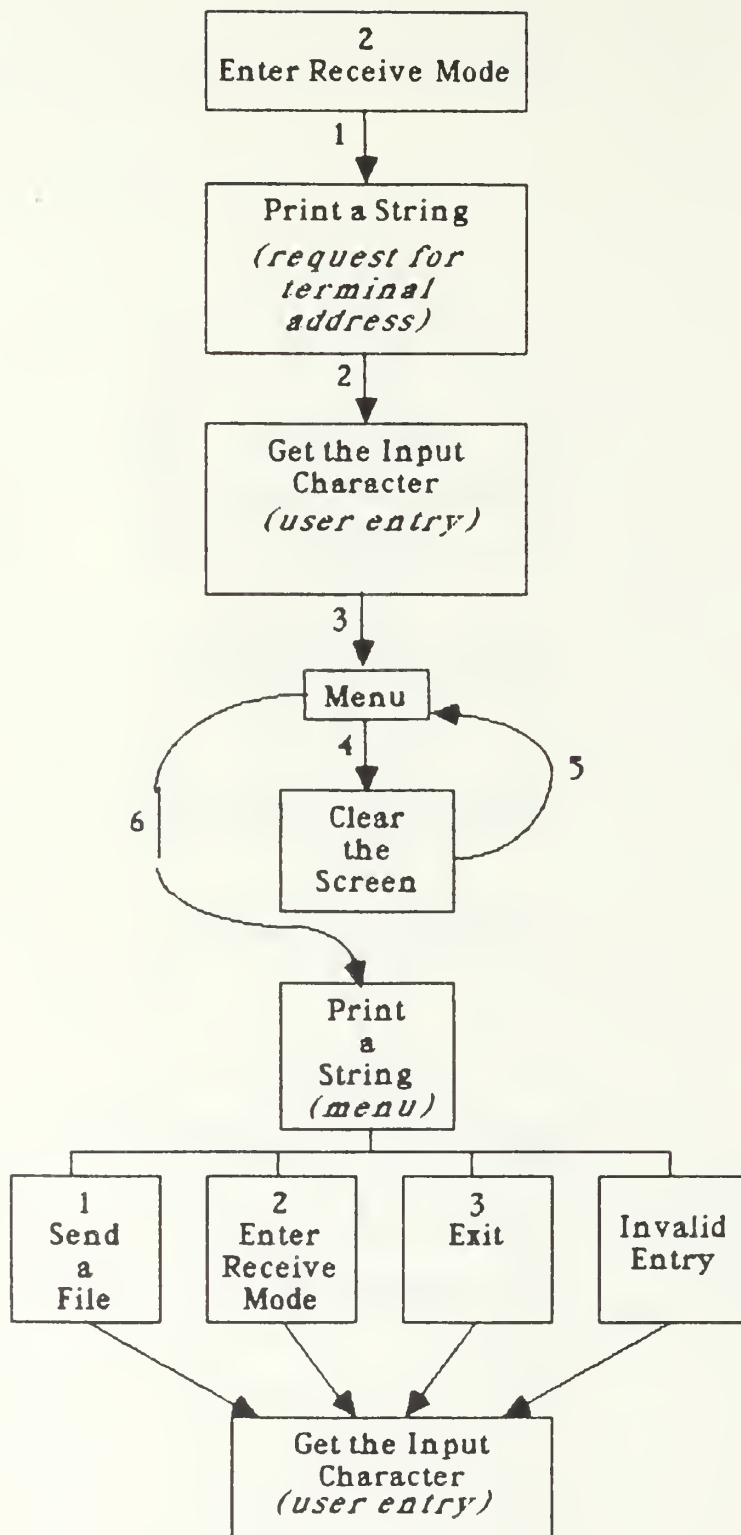 2
Enter Receive Mode
1
Print a String
(request for
terminal
address)
2
Get the Input
Character
(user entry)
3
Menu
4
5
Clear
the
Screen
6
Print
a
String
(menu)
1
Send
a
File
2
Enter
Receive
Mode
3
Exit
Invalid
Entry
Get the Input
Character
(user entry)